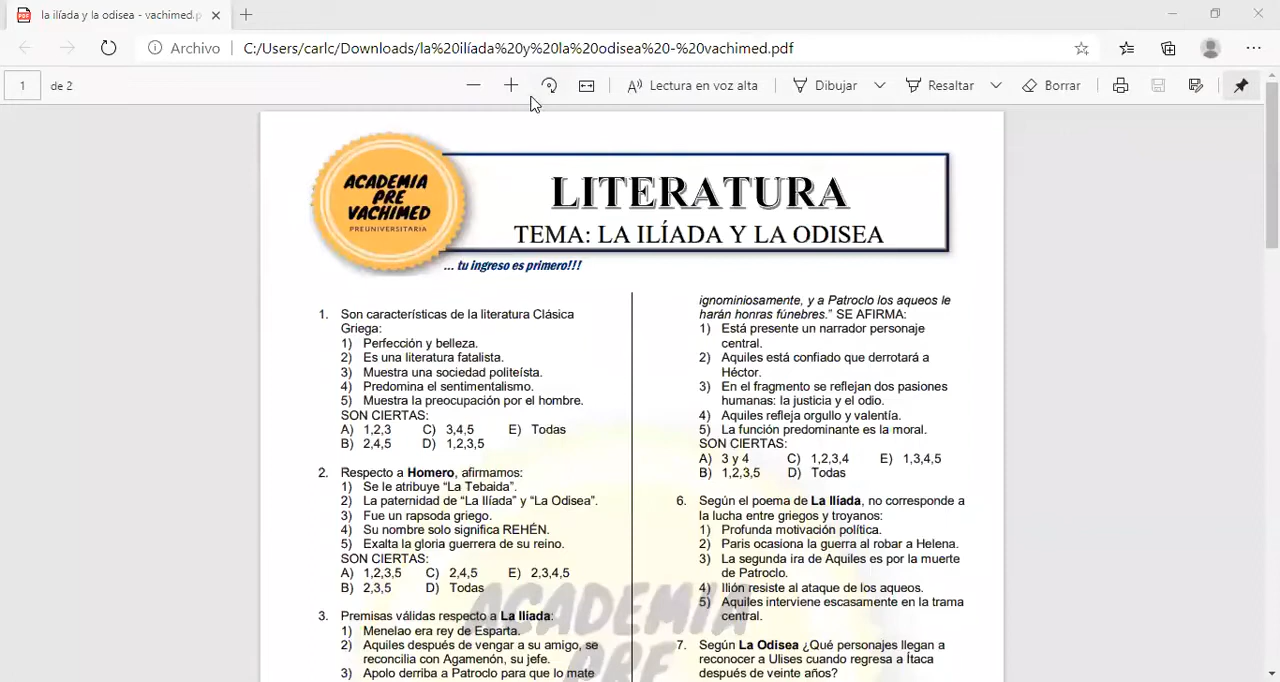 la ilíada y la odisea - vachimed.p
Archivo
C:/Users/carlc/Downloads/la%20ilíada%20y%20la%20odisea%20-%20vachimed.pdf
1 de 2
Lectura en voz alta
Dibujar
Resaltar
Borrar
ACADEMIA
PRE
VACHIMED
PREUNIVERSITARIA
LITERATURA
TEMA: LA ILÍADA Y LA ODISEA
... tu ingreso es primero!!!
1. Son características de la literatura Clásica
Griega:
1) Perfección y belleza.
2) Es una literatura fatalista.
3) Muestra una sociedad politeísta.
4) Predomina el sentimentalismo.
5) Muestra la preocupación por el hombre.
SON CIERTAS:
A) 1,2,3 C) 3,4,5 E) Todas
B) 2,4,5 D) 1,2,3,5
2. Respecto a Homero, afirmamos:
1) Se le atribuye “La Tebaida”.
2) La paternidad de “La Ilíada” y “La Odisea”.
3) Fue un rapsoda griego.
4) Su nombre solo significa REHÉN.
5) Exalta la gloria guerrera de su reino.
SON CIERTAS:
A) 1,2,3,5 C) 2,4,5 E) 2,3,4,5
B) 2,3,5 D) Todas
3. Premisas válidas respecto a La Iliada:
1) Menelao era rey de Esparta.
2) Aquiles después de vengar a su amigo, se
reconcilia con Agamenón, su jefe.
3) Apolo derriba a Patroclo para que lo mate
ignominiosamente, y a Patroclo los aqueos le
harán honras fúnebres.” SE AFIRMA:
1) Está presente un narrador personaje
central.
2) Aquiles está confiado que derrotará a
Héctor.
3) En el fragmento se reflejan dos pasiones
humanas: la justicia y el odio.
4) Aquiles refleja orgullo y valentía.
5) La función predominante es la moral.
SON CIERTAS:
A) 3 y 4 C) 1,2,3,4 E) 1,3,4,5
B) 1,2,3,5 D) Todas
6. Según el poema de La Iliada, no corresponde a
la lucha entre griegos y troyanos:
1) Profunda motivación política.
2) Paris ocasiona la guerra al robar a Helena.
3) La segunda ira de Aquiles es por la muerte
de Patroclo.
4) Ilión resiste al ataque de los aqueos.
5) Aquiles interviene escasamente en la trama
central.
7. Según La Odisea ¿Qué personajes llegan a
reconocer a Ulises cuando regresa a Ítaca
después de veinte años?
ACADEMIA
PRE